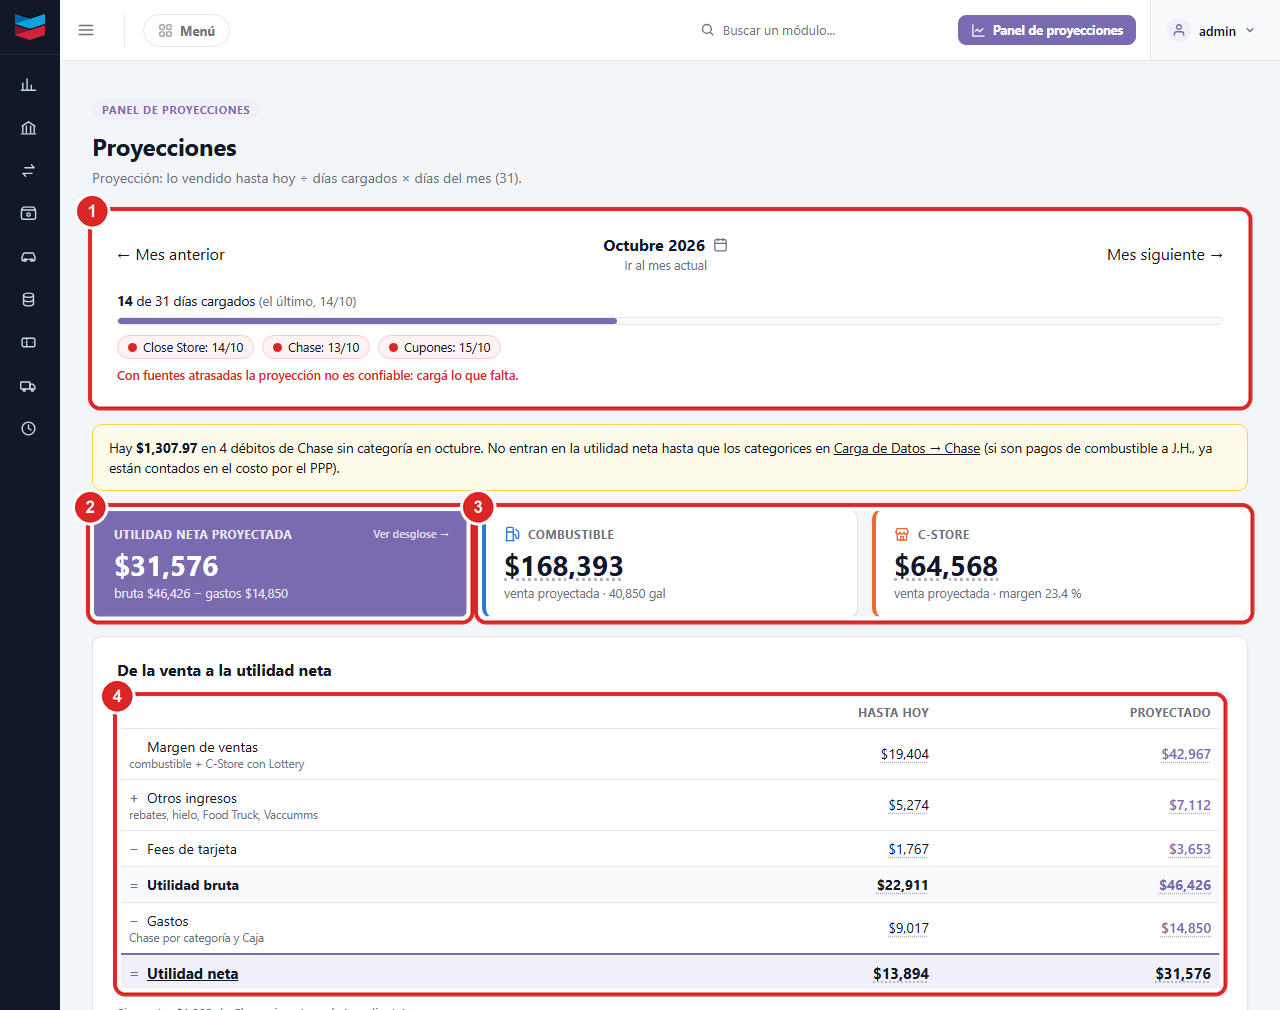 Menú
Buscar un módulo...
Panel de proyecciones
admin
PANEL DE PROYECCIONES
Proyecciones
Proyección: lo vendido hasta hoy ÷ días cargados × días del mes (31).
1
← Mes anterior
Octubre 2026
Mes siguiente →
Ir al mes actual
14 de 31 días cargados (el último, 14/10)
Close Store: 14/10
Chase: 13/10
Cupones: 15/10
Con fuentes atrasadas la proyección no es confiable: cargá lo que falta.
Hay $1,307.97 en 4 débitos de Chase sin categoría en octubre. No entran en la utilidad neta hasta que los categorices en Carga de Datos → Chase (si son pagos de combustible a J.H., ya
están contados en el costo por el PPP).
2
UTILIDAD NETA PROYECTADA
Ver desglose →
$31,576
bruta $46,426 − gastos $14,850
3
COMBUSTIBLE
$168,393
venta proyectada · 40,850 gal
C-STORE
$64,568
venta proyectada · margen 23.4 %
De la venta a la utilidad neta
4
HASTA HOY PROYECTADO
Margen de ventas $19,404 $42,967
combustible + C-Store con Lottery
+ Otros ingresos $5,274 $7,112
rebates, hielo, Food Truck, Vaccumms
− Fees de tarjeta $1,767 $3,653
= Utilidad bruta $22,911 $46,426
− Gastos $9,017 $14,850
Chase por categoría y Caja
= Utilidad neta $13,894 $31,576